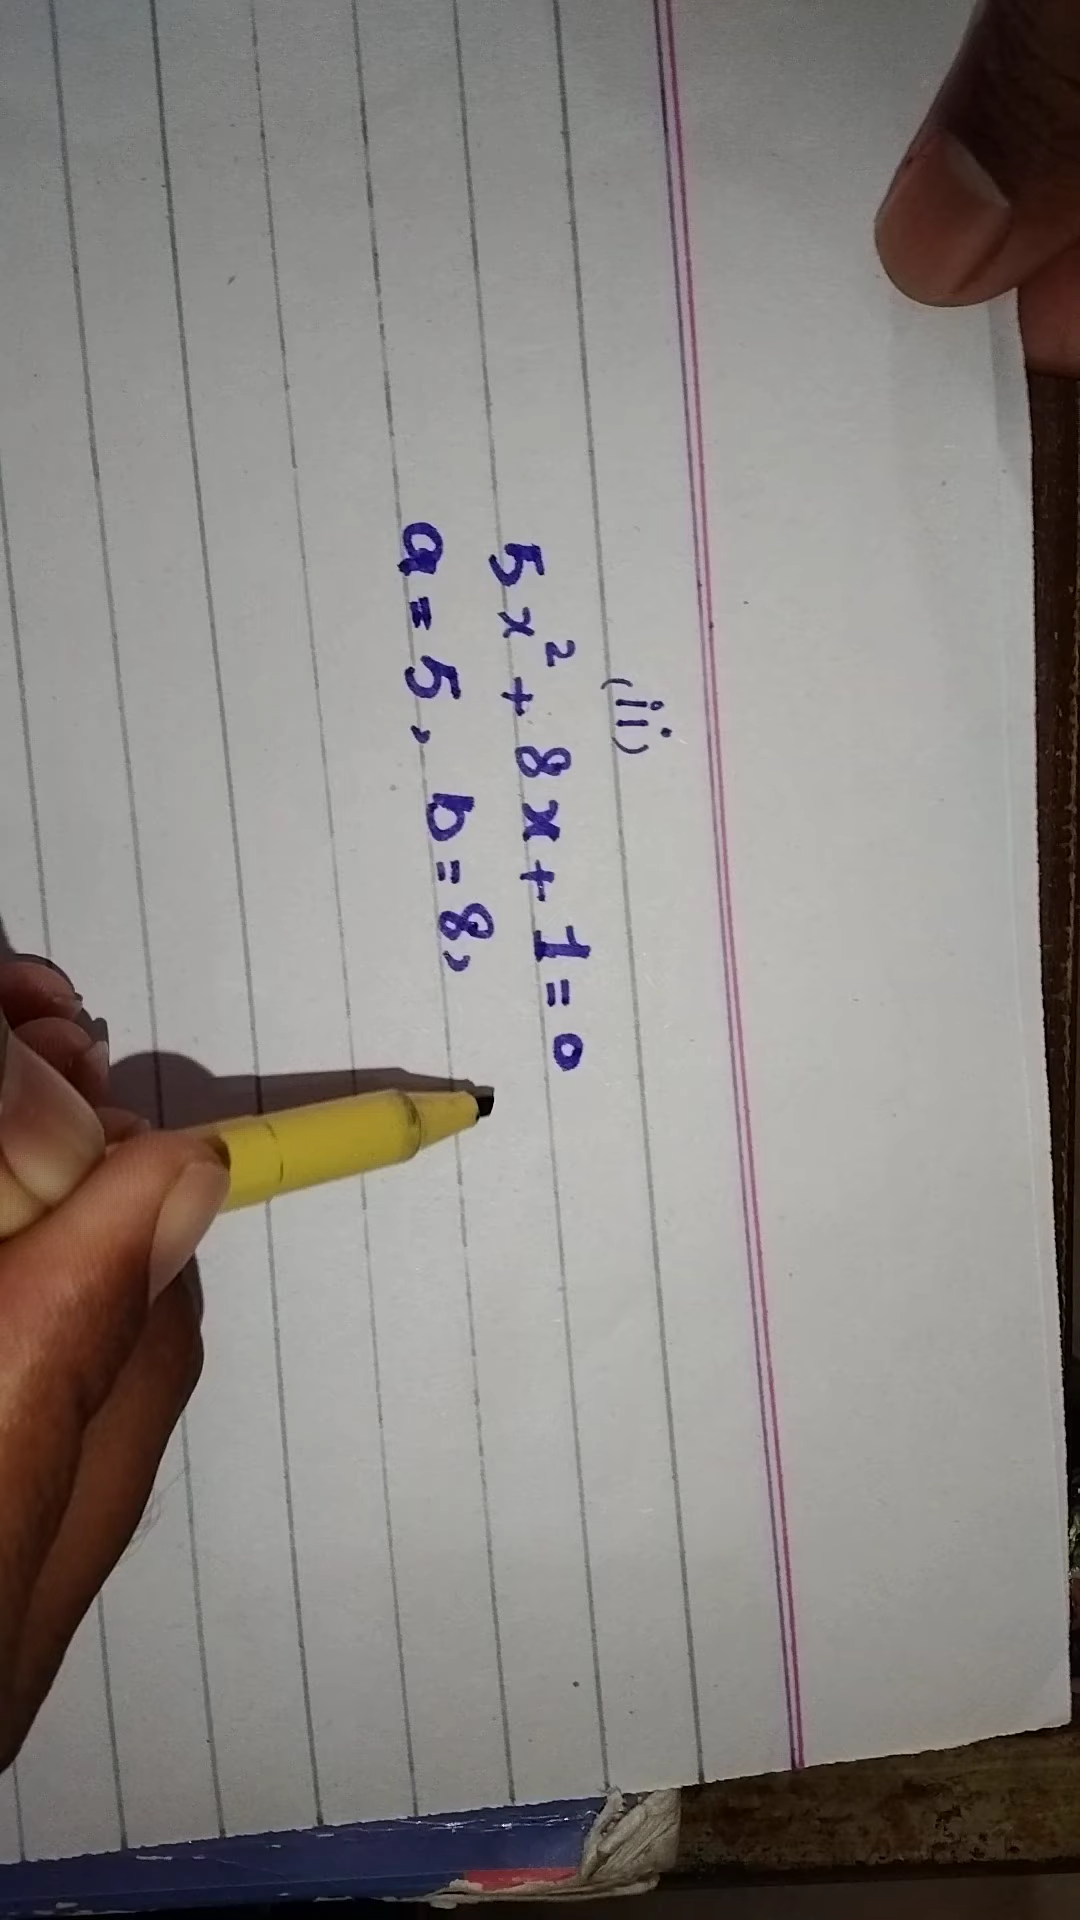 (ii)
5x² + 8x + 1 = 0
a = 5, b = 8,